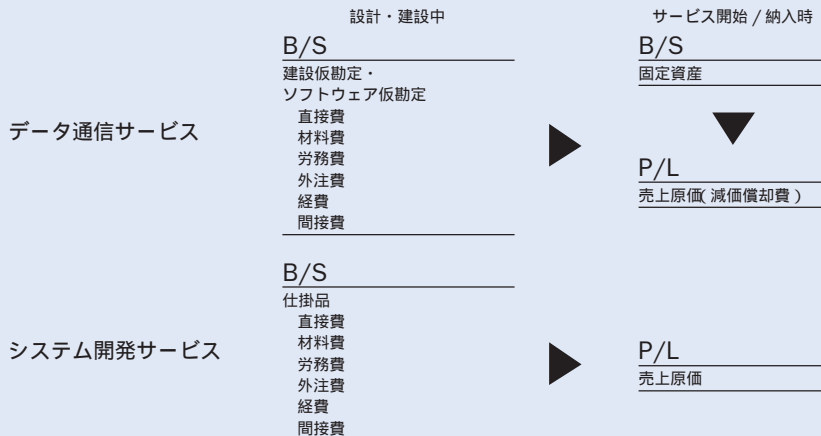 設計・建設中
サービス開始 / 納入時
B/S
建設仮勘定・
ソフトウェア仮勘定
直接費
材料費
労務費
外注費
経費
間接費
データ通信サービス
B/S
固定資産
P/L
売上原価(減価償却費)
B/S
仕掛品
直接費
材料費
労務費
外注費
経費
間接費
システム開発サービス
P/L
売上原価